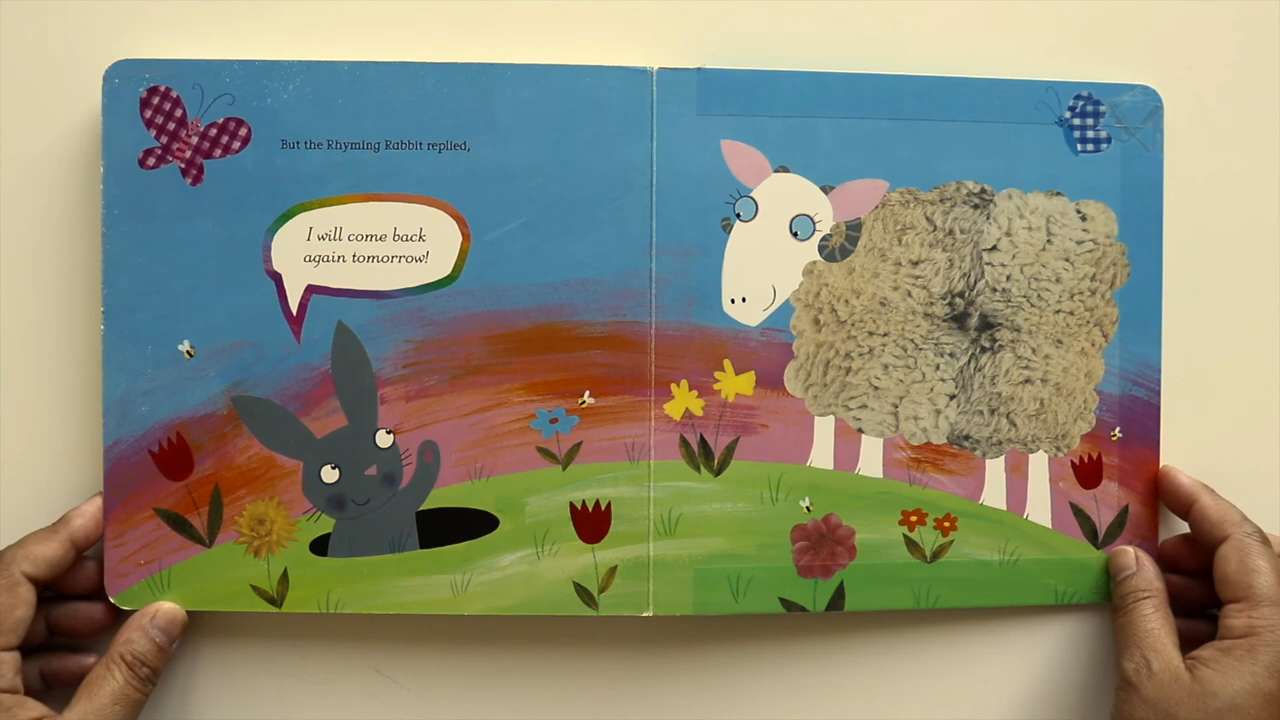 But the Rhyming Rabbit replied,
I will come back
again tomorrow!